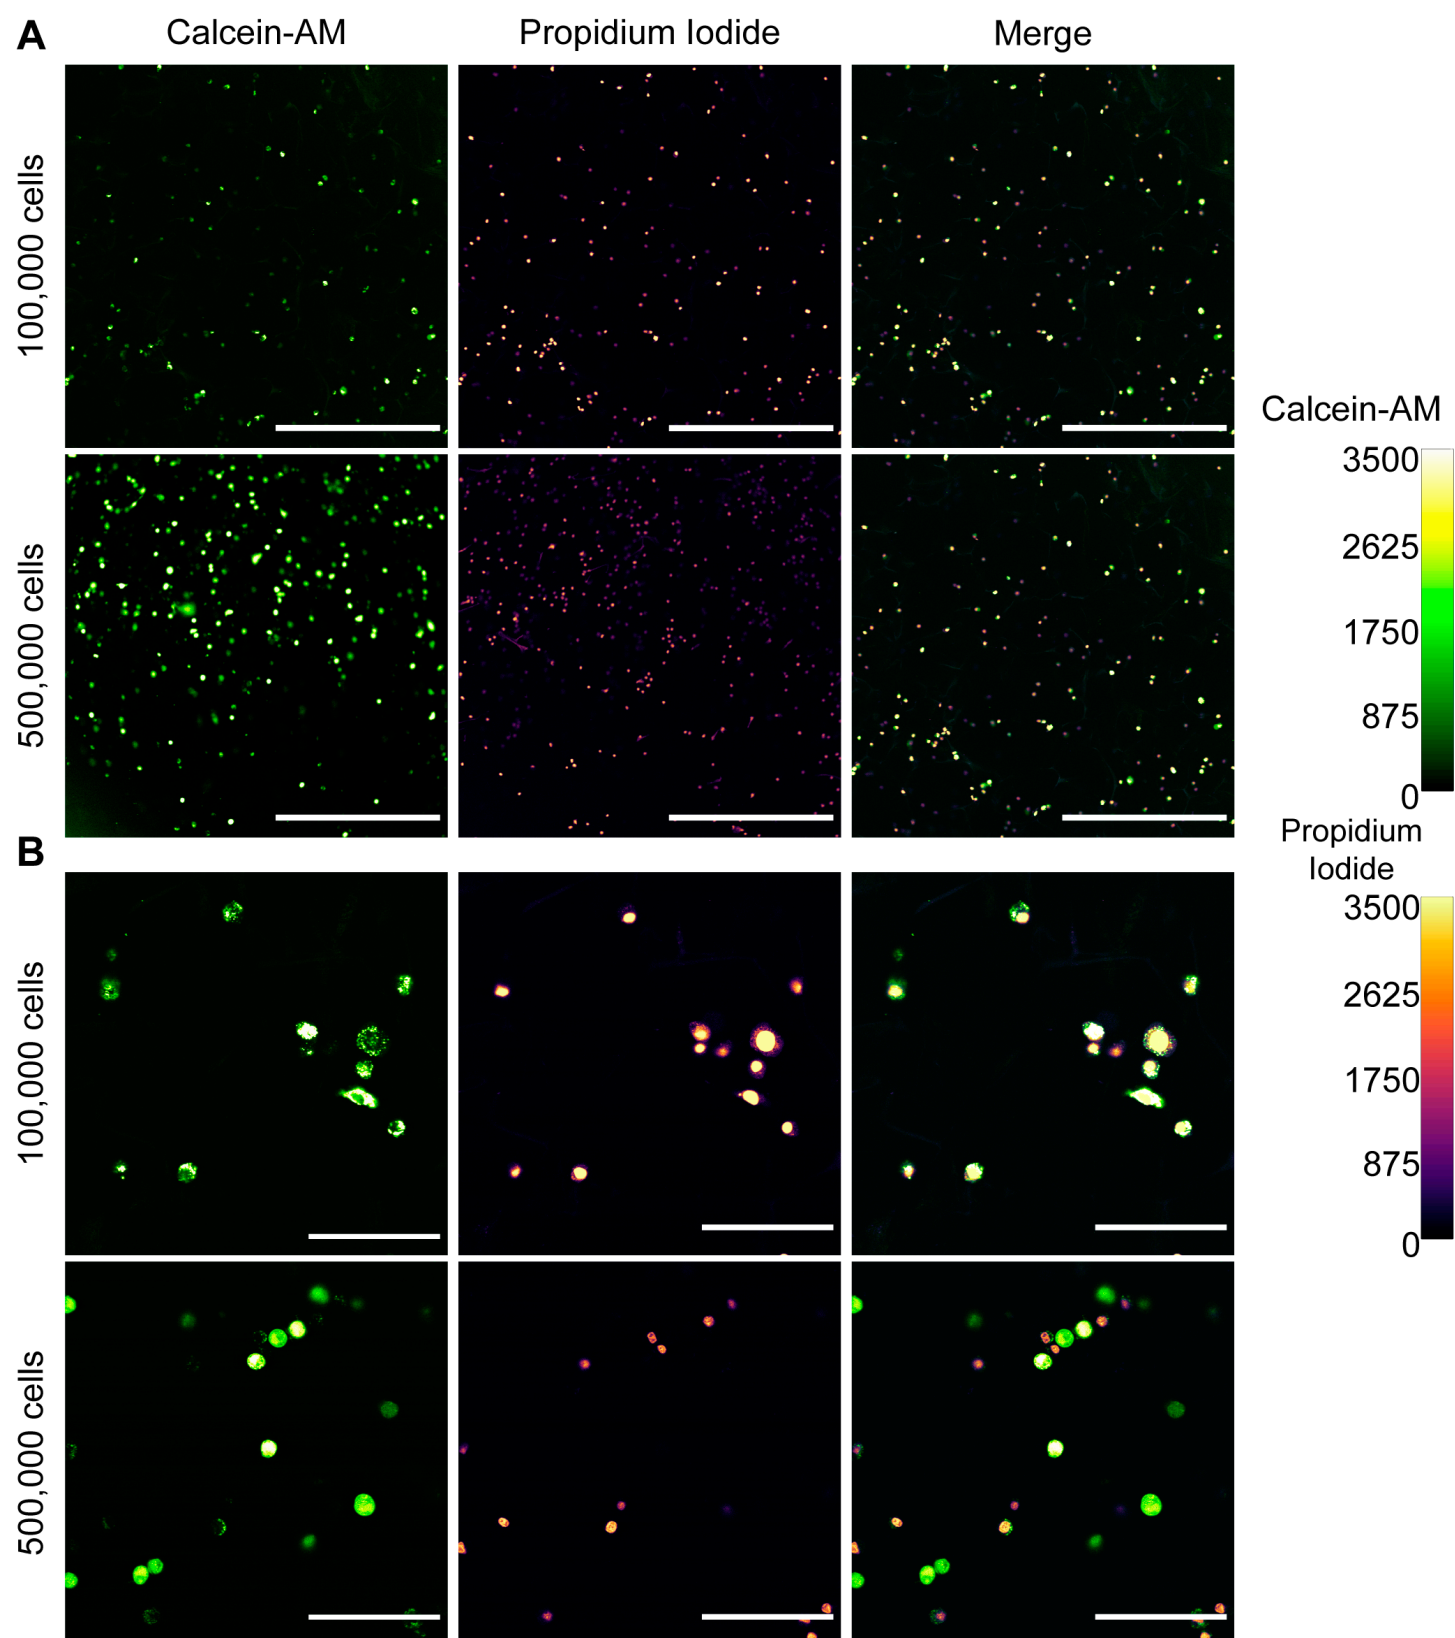 A
Calcein-AM
Propidium Iodide
Merge
100,000 cells
500,000 cells
B
100,000 cells
500,000 cells
Calcein-AM
3500
2625
1750
875
0
Propidium
Iodide
3500
2625
1750
875
0